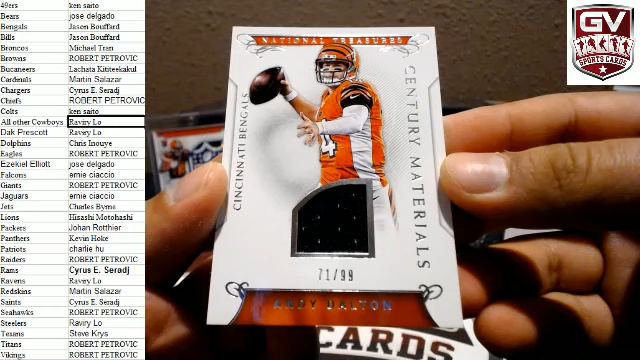 49ers ken saito
Bears jose delgado
Bengals Jason Bouffard
Bills Jason Bouffard
Broncos Michael Tran
Browns ROBERT PETROVIC
Bucaneers Lachata Kititeekakul
Cardinals Martin Salazar
Chargers Cyrus E. Seradj
Chiefs ROBERT PETROVIC
Colts ken saito
All other Cowboys Raviry Lo
Dak Prescott Raviry Lo
Dolphins Chris Inouye
Eagles ROBERT PETROVIC
Ezekiel Elliott jose delgado
Falcons ernie ciaccio
Giants ROBERT PETROVIC
Jaguars ernie ciaccio
Jets Charles Byrne
Lions Hisashi Motohashi
Packers Johan Rotthier
Panthers Kevin Hoke
Patriots charlie hu
Raiders ROBERT PETROVIC
Rams Cyrus E. Seradj
Ravens Raviry Lo
Redskins Martin Salazar
Saints Cyrus E. Seradj
Seahawks ROBERT PETROVIC
Steelers Raviry Lo
Texans Steve Krys
Titans ROBERT PETROVIC
Vikings ROBERT PETROVIC
NATIONAL TREASURES
CINCINNATI BENGALS
CENTURY MATERIALS
71/99
ANDY DALTON
CARDS
GV
SPORTS CARDS